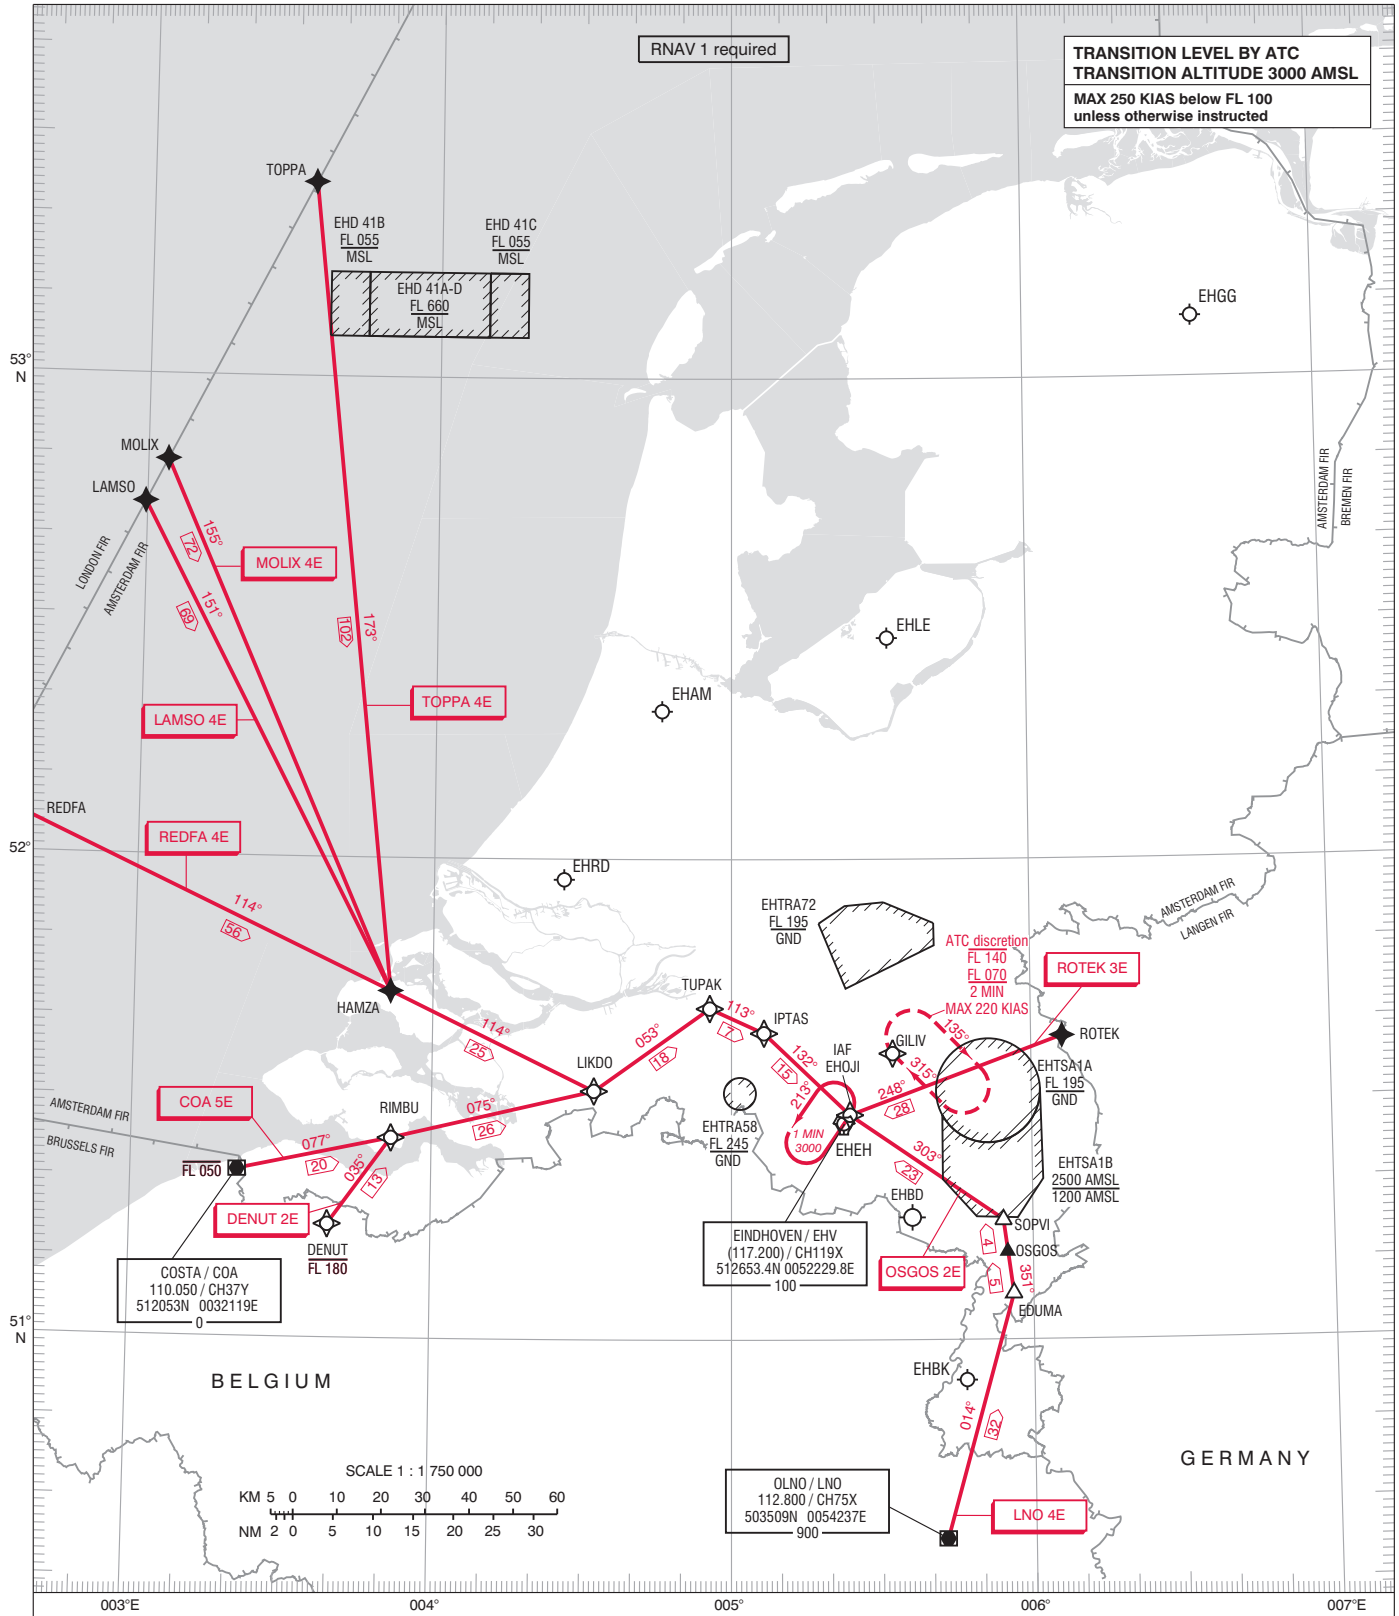 RNAV 1 required
TRANSITION LEVEL BY ATC
TRANSITION ALTITUDE 3000 AMSL
MAX 250 KIAS below FL 100
unless otherwise instructed
TOPPA
EHD 41B
FL 055
MSL
EHD 41C
FL 055
MSL
EHD 41A-D
FL 660
MSL
EHGG
53°
N
MOLIX
LAMSO
155°
72
MOLIX 4E
151°
69
LONDON FIR
AMSTERDAM FIR
AMSTERDAM FIR
BREMEN FIR
102
173°
EHLE
EHAM
LAMSO 4E
TOPPA 4E
REDFA
REDFA 4E
52°
EHRD
114°
56
EHTRA72
FL 195
GND
AMSTERDAM FIR
LANGEN FIR
ATC discretion
FL 140
FL 070
2 MIN
MAX 220 KIAS
ROTEK 3E
HAMZA
TUPAK
113°
7
IPTAS
135°
ROTEK
114°
25
053°
18
132°
15
IAF
EHOJI
GILIV
315°
LIKDO
EHTSA1A
FL 195
GND
248°
28
213°
COA 5E
075°
26
AMSTERDAM FIR
BRUSSELS FIR
RIMBU
EHTRA58
FL 245
GND
1 MIN
3000
EHEH
077°
20
FL 050
035°
13
303°
23
EHTSA1B
2500 AMSL
1200 AMSL
DENUT 2E
DENUT
FL 180
EHBD
SOPVI
4
OSGOS
EINDHOVEN / EHV
(117.200) / CH119X
512653.4N 0052229.8E
100
OSGOS 2E
5
351°
EDUMA
COSTA / COA
110.050 / CH37Y
512053N 0032119E
0
51°
N
EHBK
BELGIUM
014°
32
GERMANY
SCALE 1 : 1 750 000
KM 5 0 10 20 30 40 50 60
NM 2 0 5 10 15 20 25 30
OLNO / LNO
112.800 / CH75X
503509N 0054237E
900
LNO 4E
003°E 004° 005° 006° 007°E